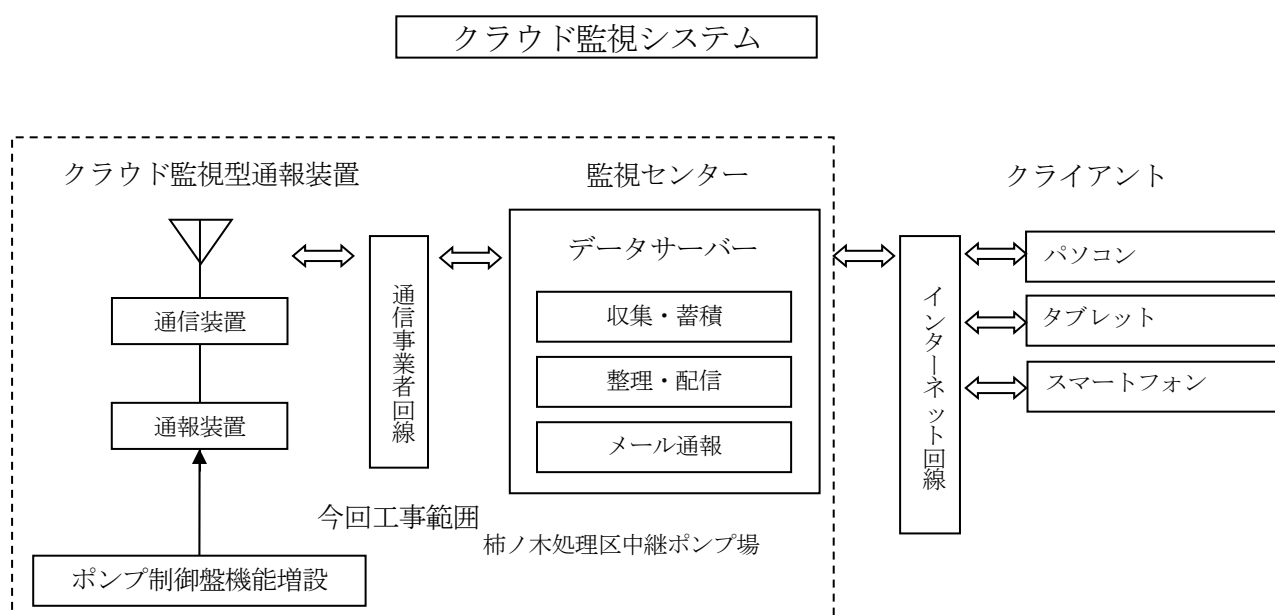 クラウド監視システム
クラウド監視型通報装置
監視センター
クライアント
データサーバー
通信事業者回線
インターネット回線
パソコン
タブレット
スマートフォン
通信装置
収集・蓄積
整理・配信
通報装置
メール通報
今回工事範囲
柿ノ木処理区中継ポンプ場
ポンプ制御盤機能増設